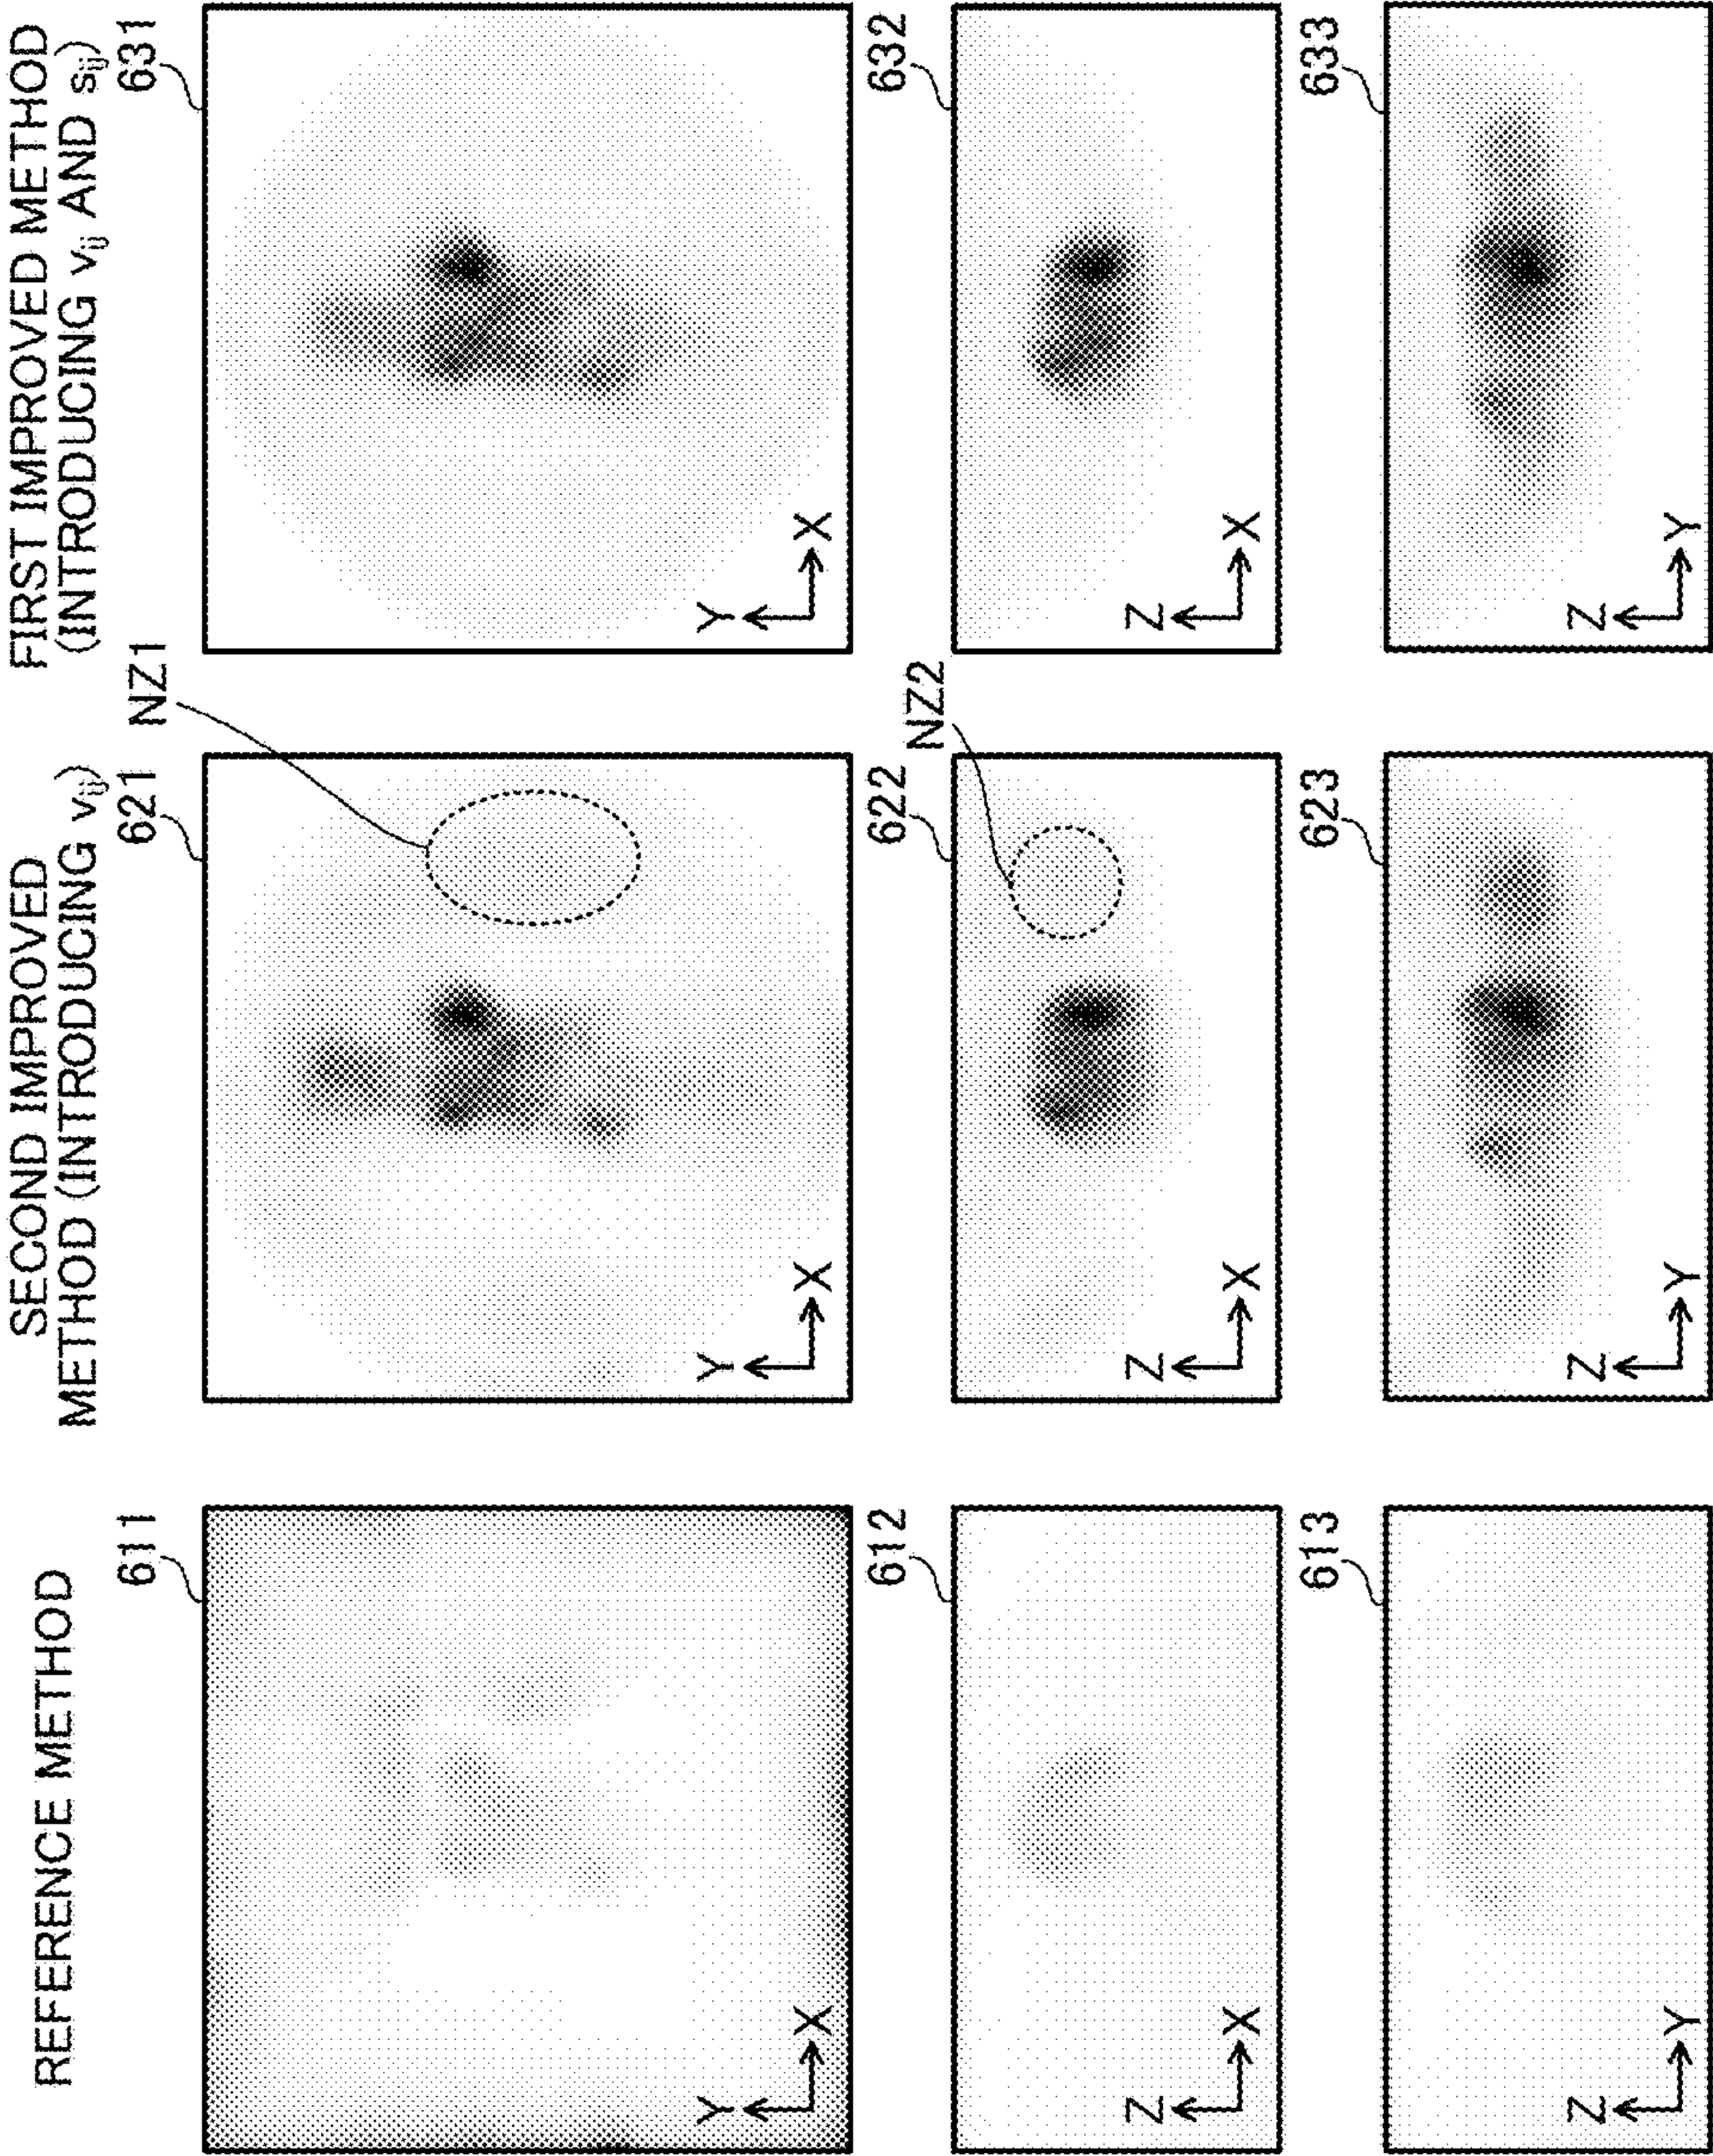 REFERENCE METHOD
SECOND IMPROVED
METHOD (INTRODUCING vij)
FIRST IMPROVED METHOD
(INTRODUCING vij AND sij)
611
621
NZ1
631
Y
X
Y
X
Y
X
612
622
NZ2
632
Z
X
Z
X
Z
X
613
623
633
Z
Y
Z
Y
Z
Y